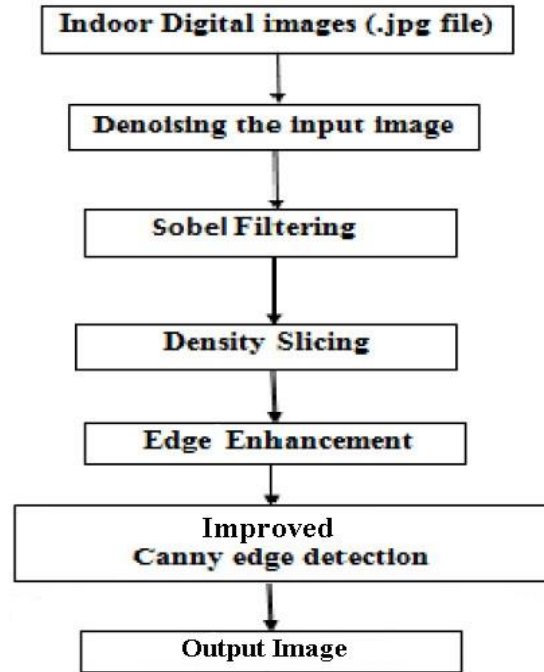 Indoor Digital images (.jpg file)
Denoising the input image
Sobel Filtering
Density Slicing
Edge Enhancement
Improved
Canny edge detection
Output Image